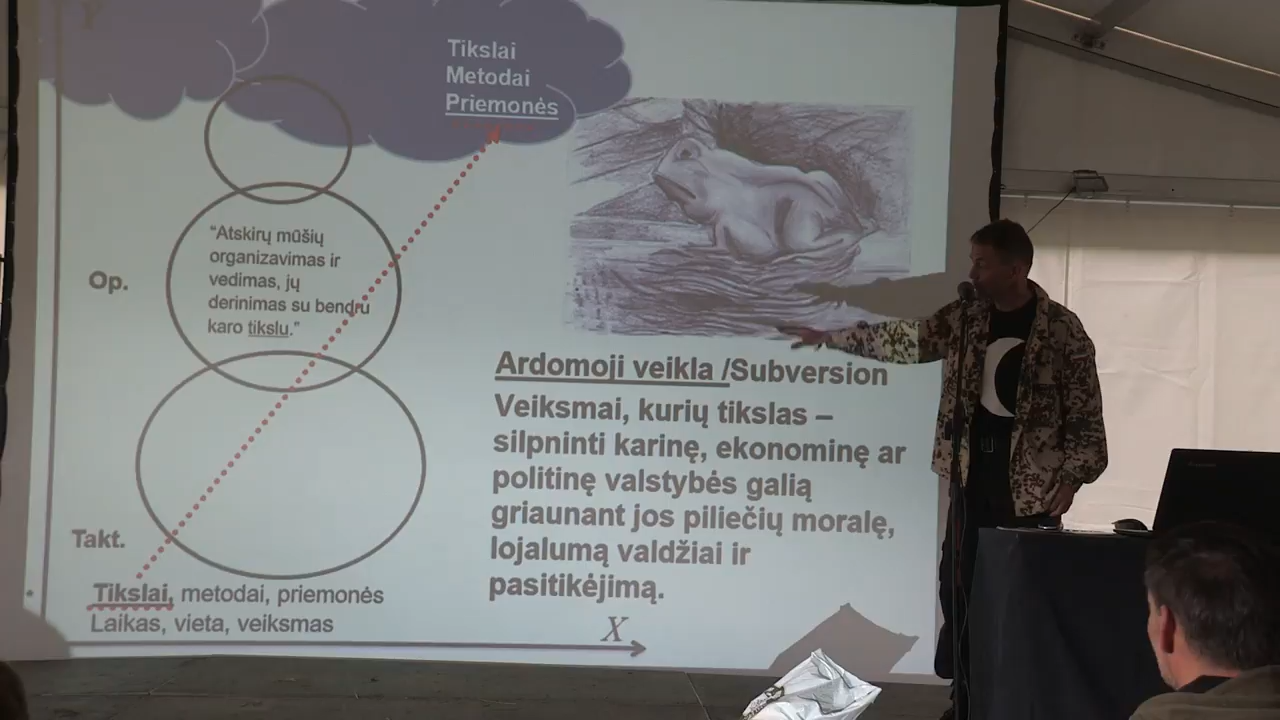 Y
Tikslai
Metodai
Priemonės
"Atskirų mūšių
organizavimas ir
vedimas, jų
derinimas su bendru
karo tikslu."
Op.
Ardomoji veikla /Subversion
Veiksmai, kurių tikslas –
silpninti karinę, ekonominę ar
politinę valstybės galią
griaunant jos piliečių moralę,
lojalumą valdžiai ir
pasitikėjimą.
Takt.
Tikslai, metodai, priemonės
Laikas, vieta, veiksmas
X